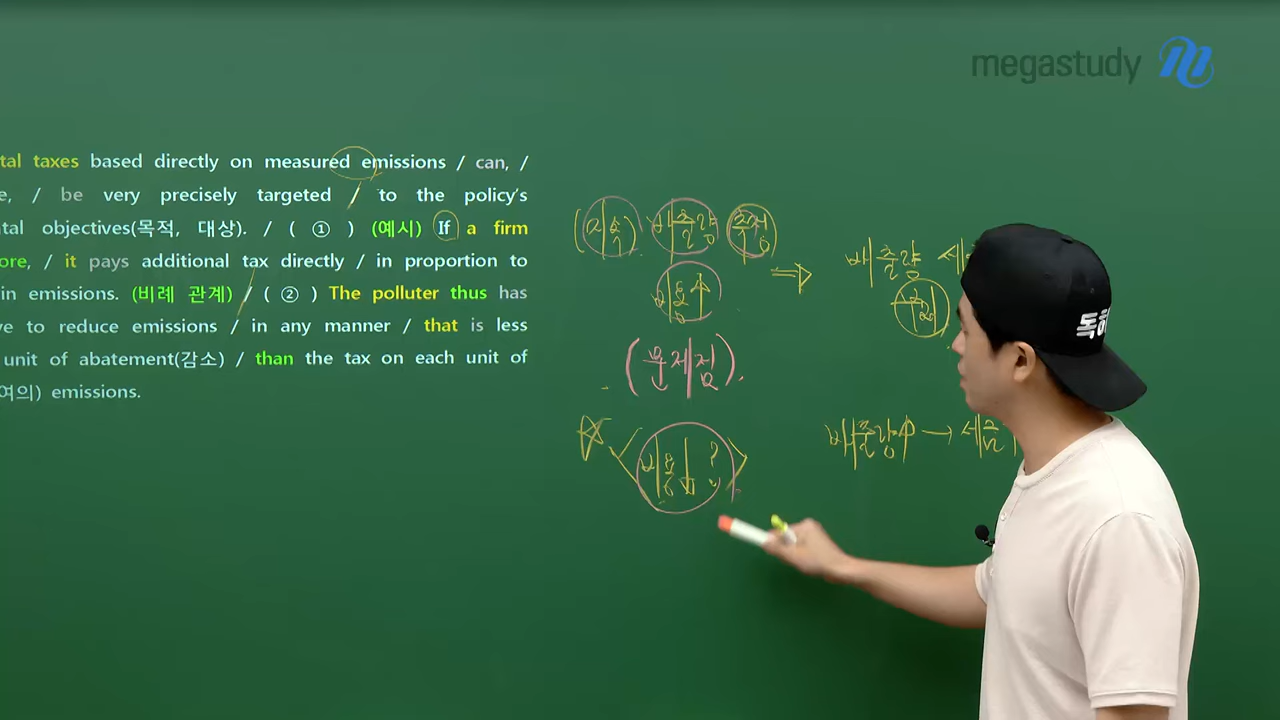 megastudy
tal taxes based directly on measured emissions / can, /
e, / be very precisely targeted / to the policy's
tal objectives(목적, 대상). / ( ① ) (예시) If a firm
ore, / it pays additional tax directly / in proportion to
in emissions. (비례 관계) / ( ② ) The polluter thus has
ve to reduce emissions / in any manner / that is less
unit of abatement(감소) / than the tax on each unit of
여의) emissions.
배출량 측정
비용↑
(문제점).
비용↓ ?
배출량
배출량↑ → 세금
독하